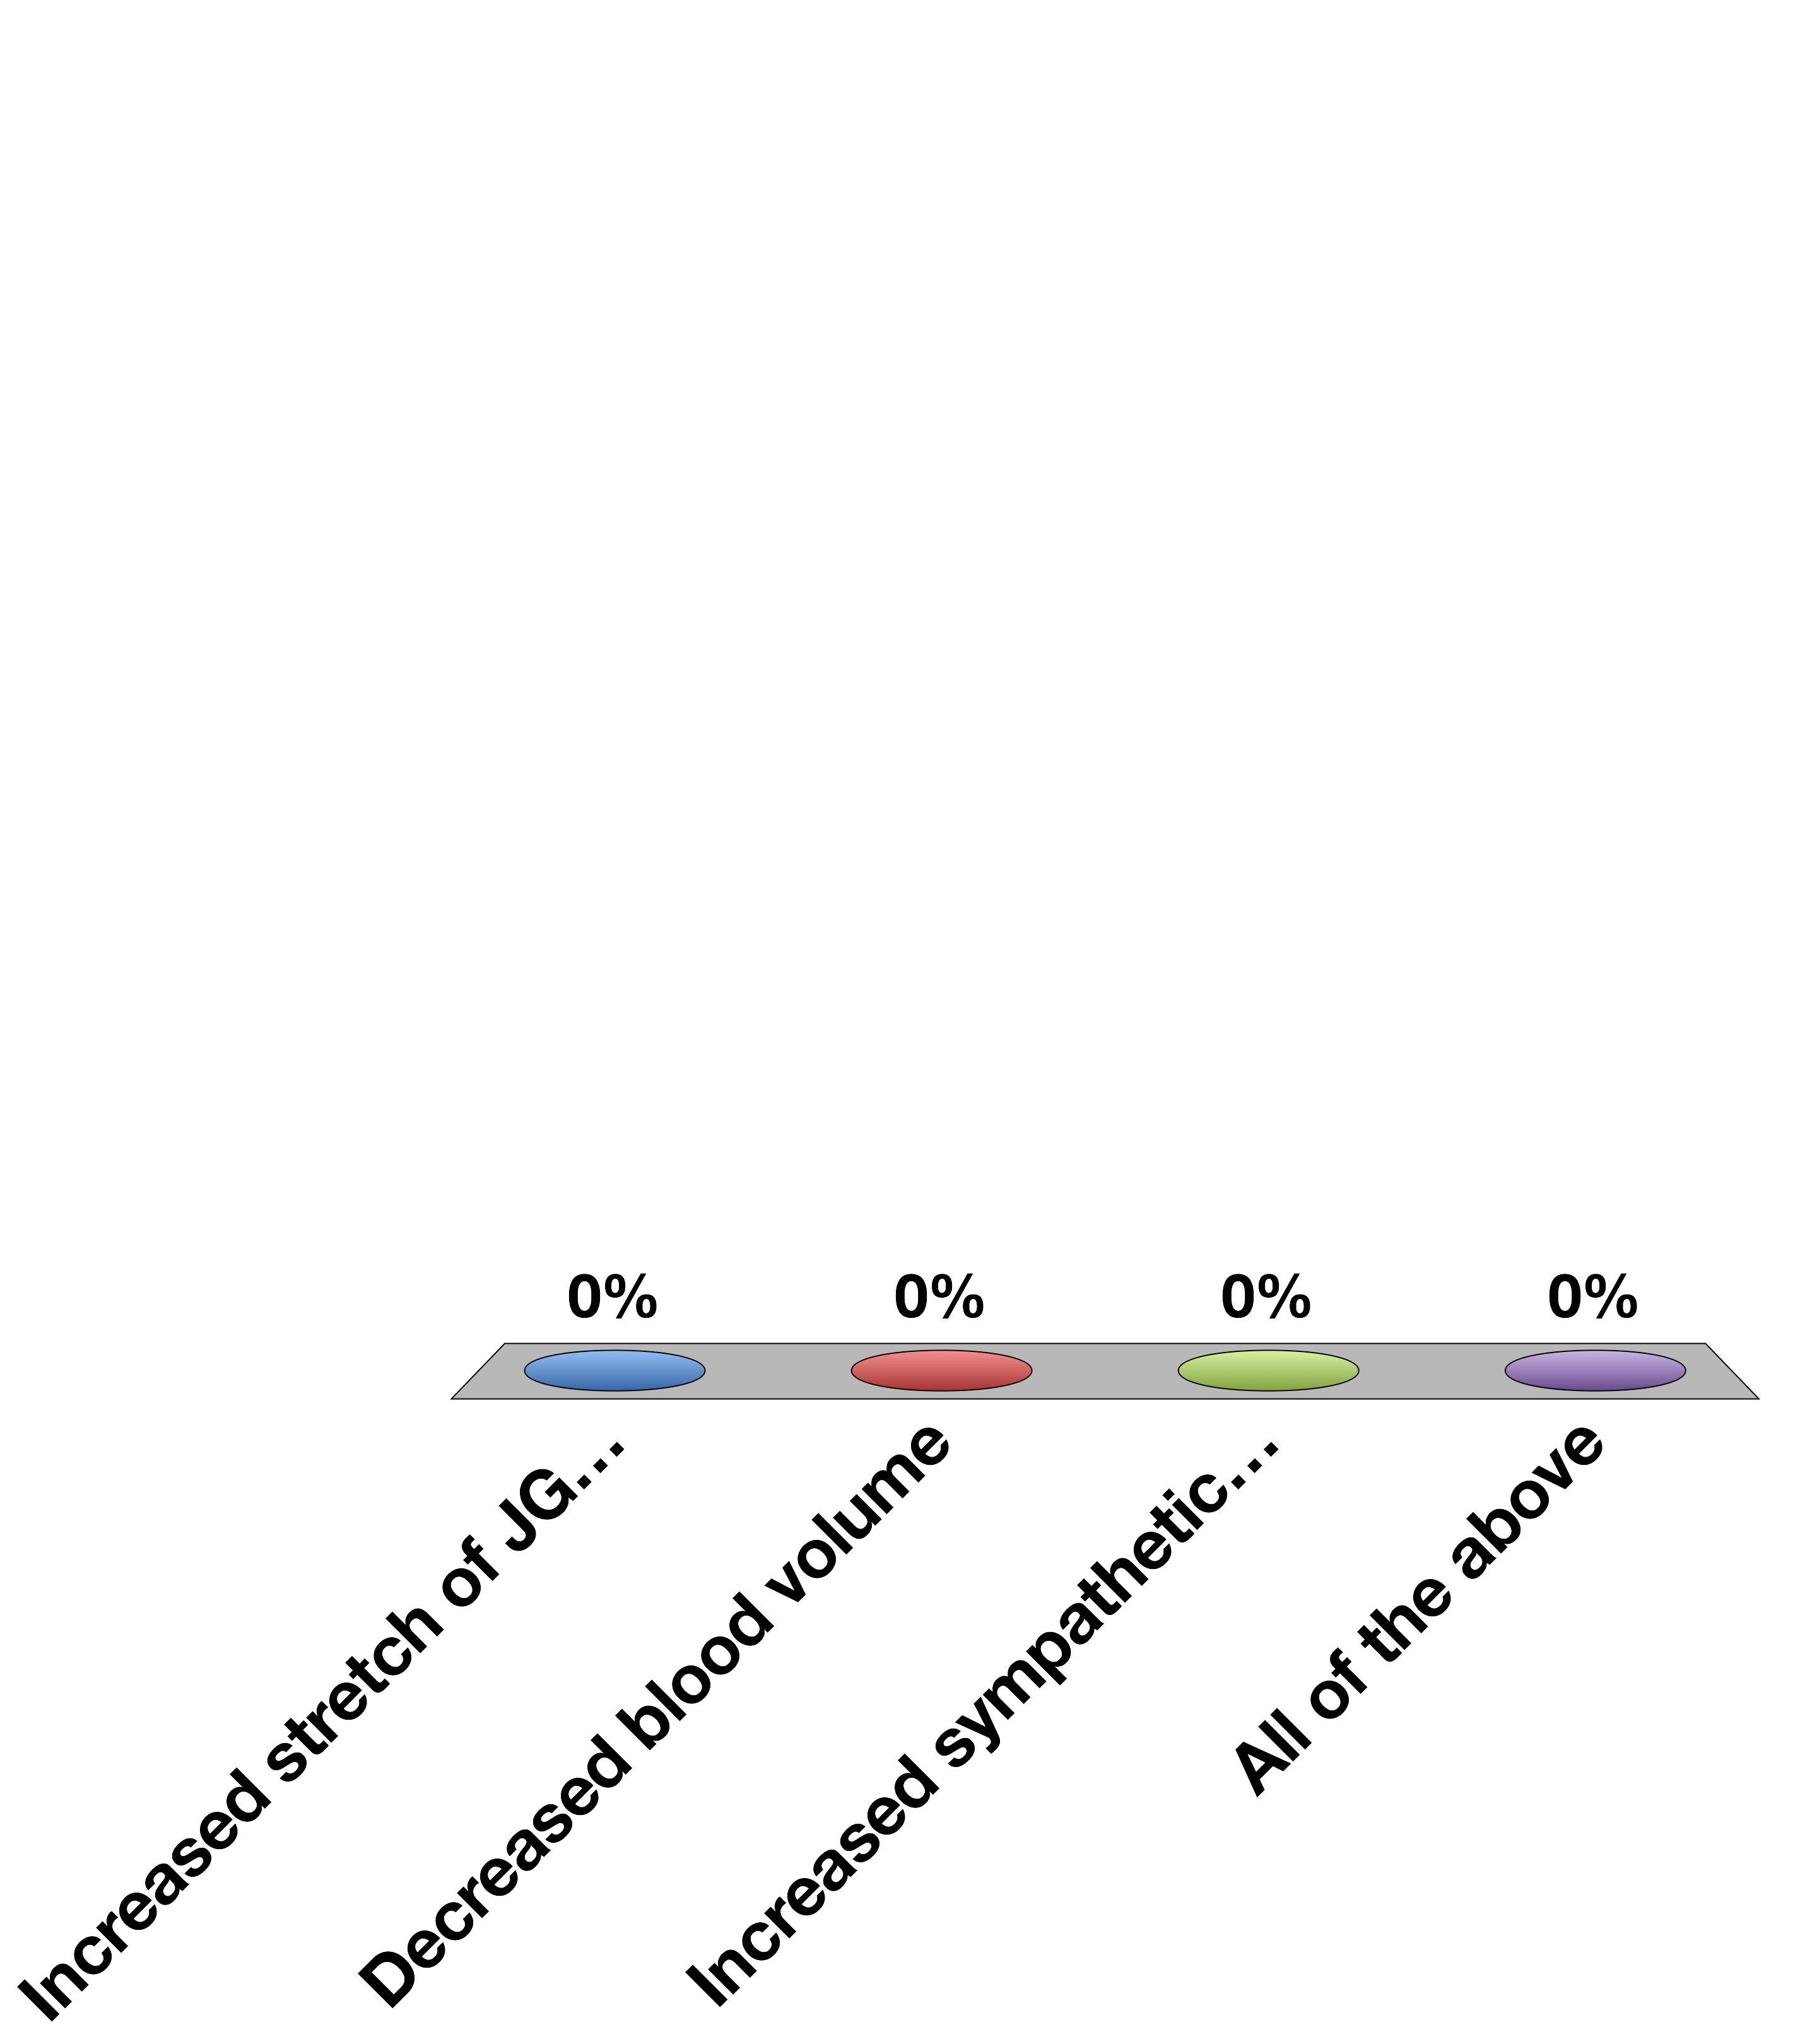 0% 0% 0% 0%
Increased stretch of JG...
Decreased blood volume
Increased sympathetic...
All of the above